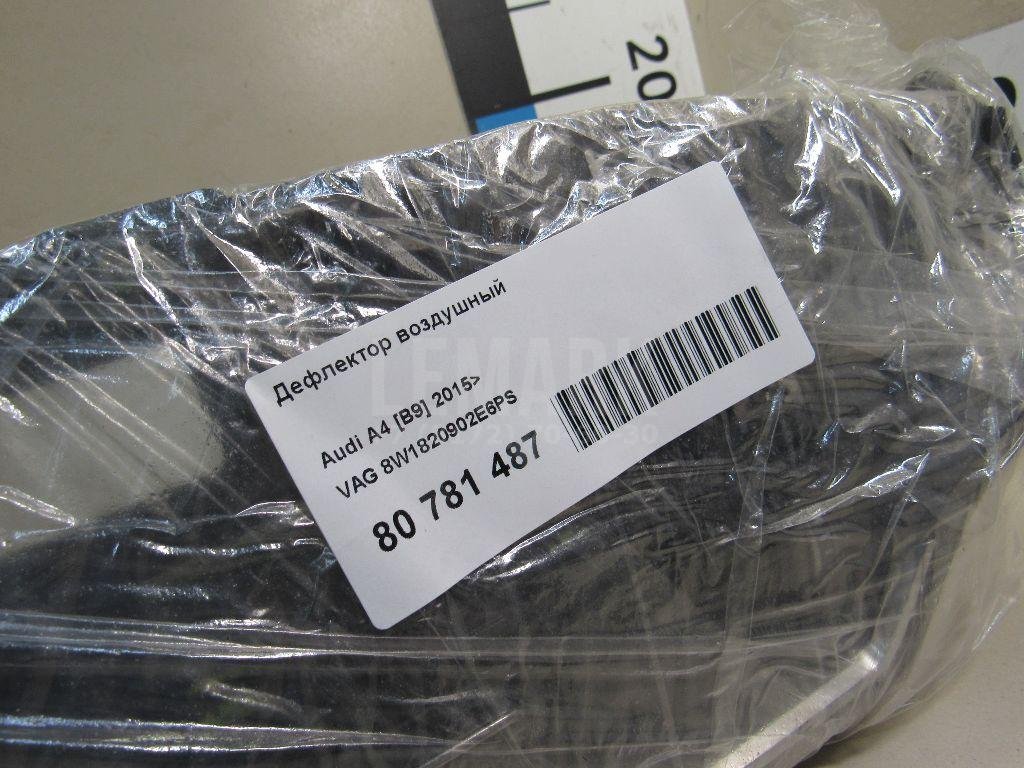 20
Дефлектор воздушный
Audi A4 [B9] 2015>
VAG 8W1820902E6PS
80 781 487